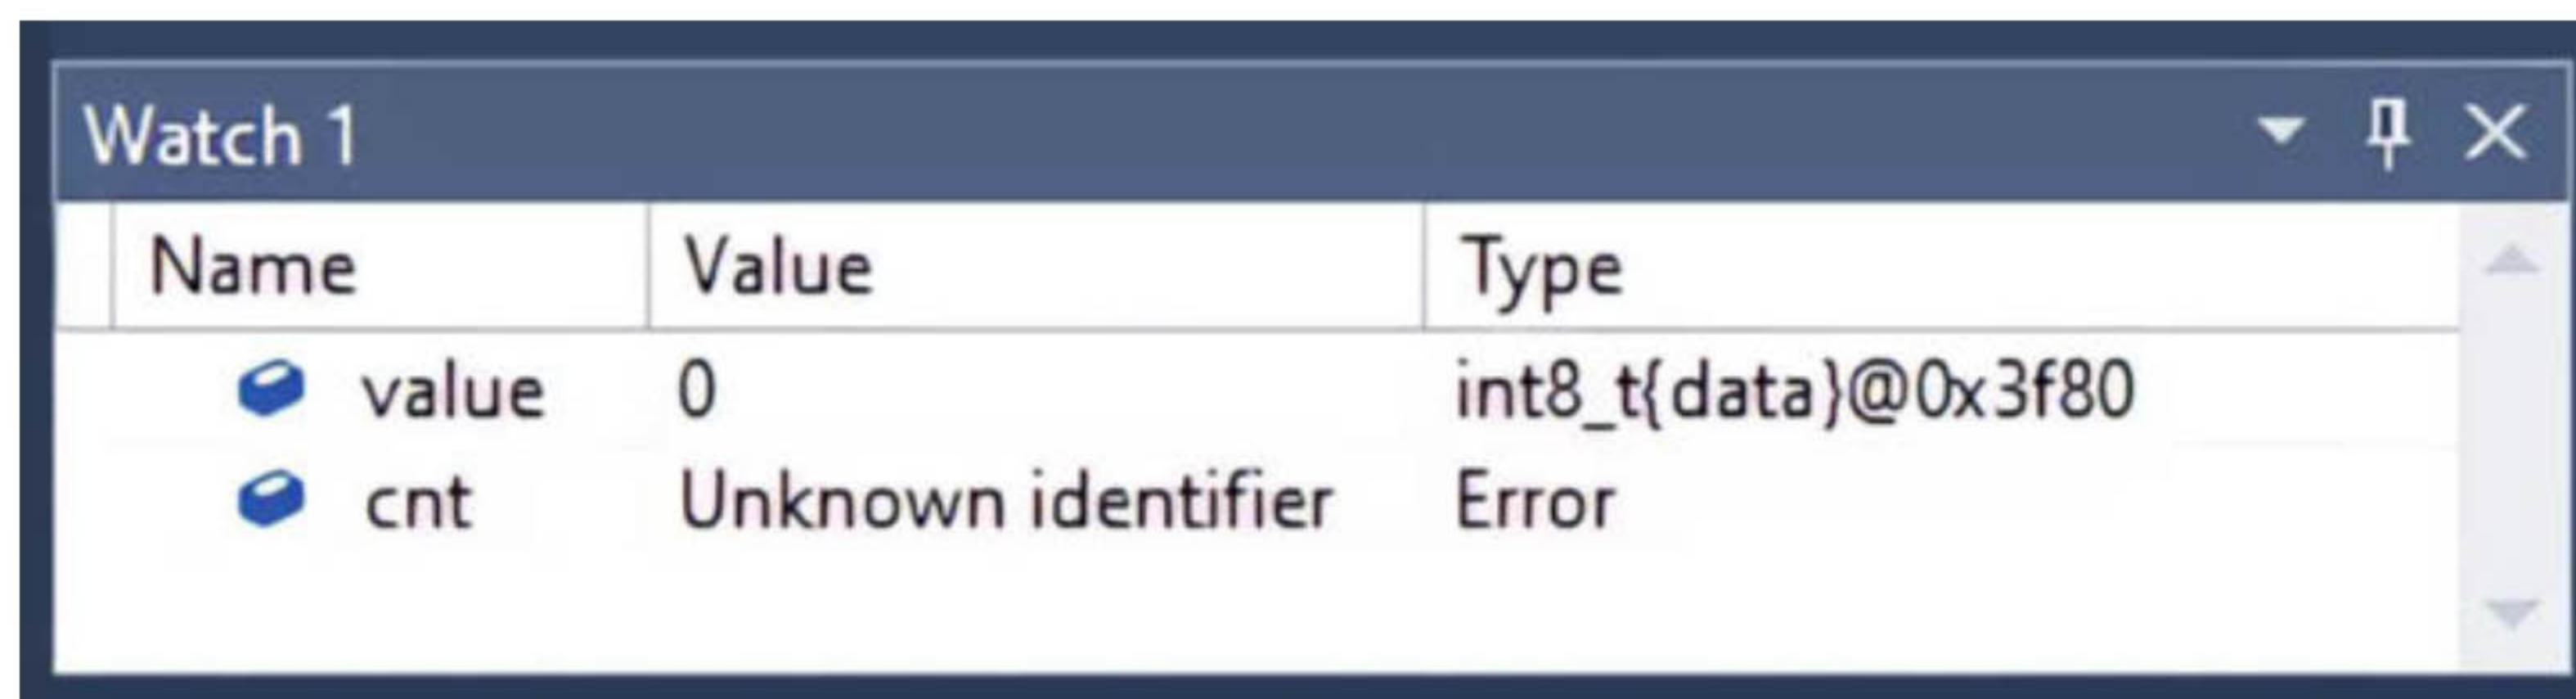 Watch 1
Name Value Type
value 0 int8_t{data}@0x3f80
cnt Unknown identifier Error